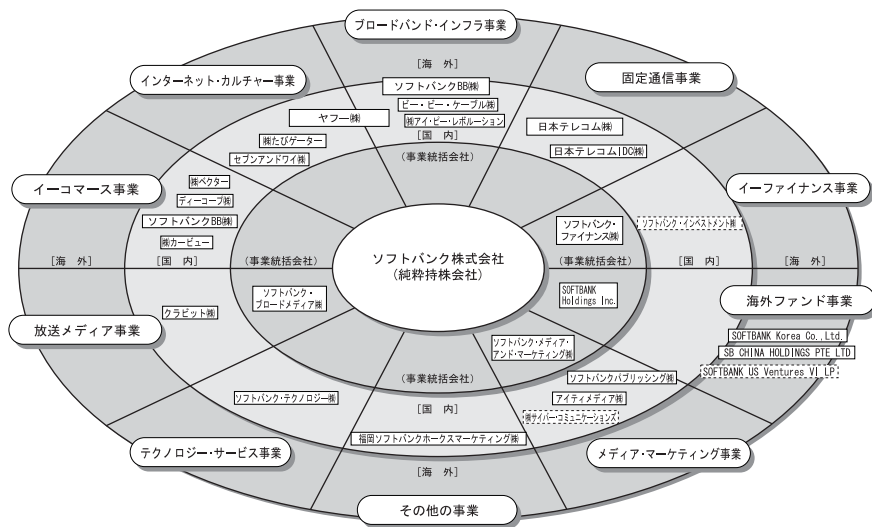 ブロードバンド・インフラ事業
[海 外]
インターネット・カルチャー事業
固定通信事業
ソフトバンクBB㈱
ビー・ビー・ケーブル㈱
㈱アイ・ピー・レボルーション
[国 内]
ヤフー㈱
㈱たびゲーター
セブンアンドワイ㈱
日本テレコム㈱
日本テレコムIDC㈱
(事業統括会社)
イーコマース事業
イーファイナンス事業
㈱ベクター
ディーコープ㈱
ソフトバンクBB㈱
㈱カービュー
ソフトバンク・
ファイナンス㈱
ソフトバンク・インベストメント㈱
ソフトバンク株式会社
(純粋持株会社)
[海 外]
[国 内]
(事業統括会社)
(事業統括会社)
[国 内]
[海 外]
放送メディア事業
海外ファンド事業
クラビット㈱
ソフトバンク・
ブロードメディア㈱
SOFTBANK
Holdings Inc.
SOFTBANK Korea Co.,Ltd.
SB CHINA HOLDINGS PTE LTD
SOFTBANK US Ventures VI LP
ソフトバンク・メディア・
アンド・マーケティング㈱
(事業統括会社)
ソフトバンクパブリッシング㈱
アイティメディア㈱
㈱サイバー・コミュニケーションズ
ソフトバンク・テクノロジー㈱
[国 内]
福岡ソフトバンクホークスマーケティング㈱
テクノロジー・サービス事業
メディア・マーケティング事業
[海 外]
その他の事業